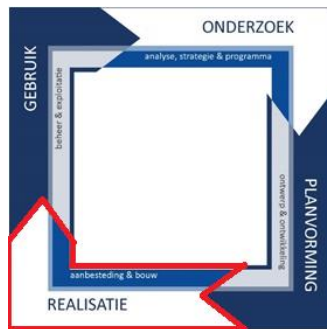 ONDERZOEK
analyse, strategie & programma
GEBRUIK
beheer & exploitatie
ontwerp & ontwikkeling
PLANVORMING
aanbesteding & bouw
REALISATIE